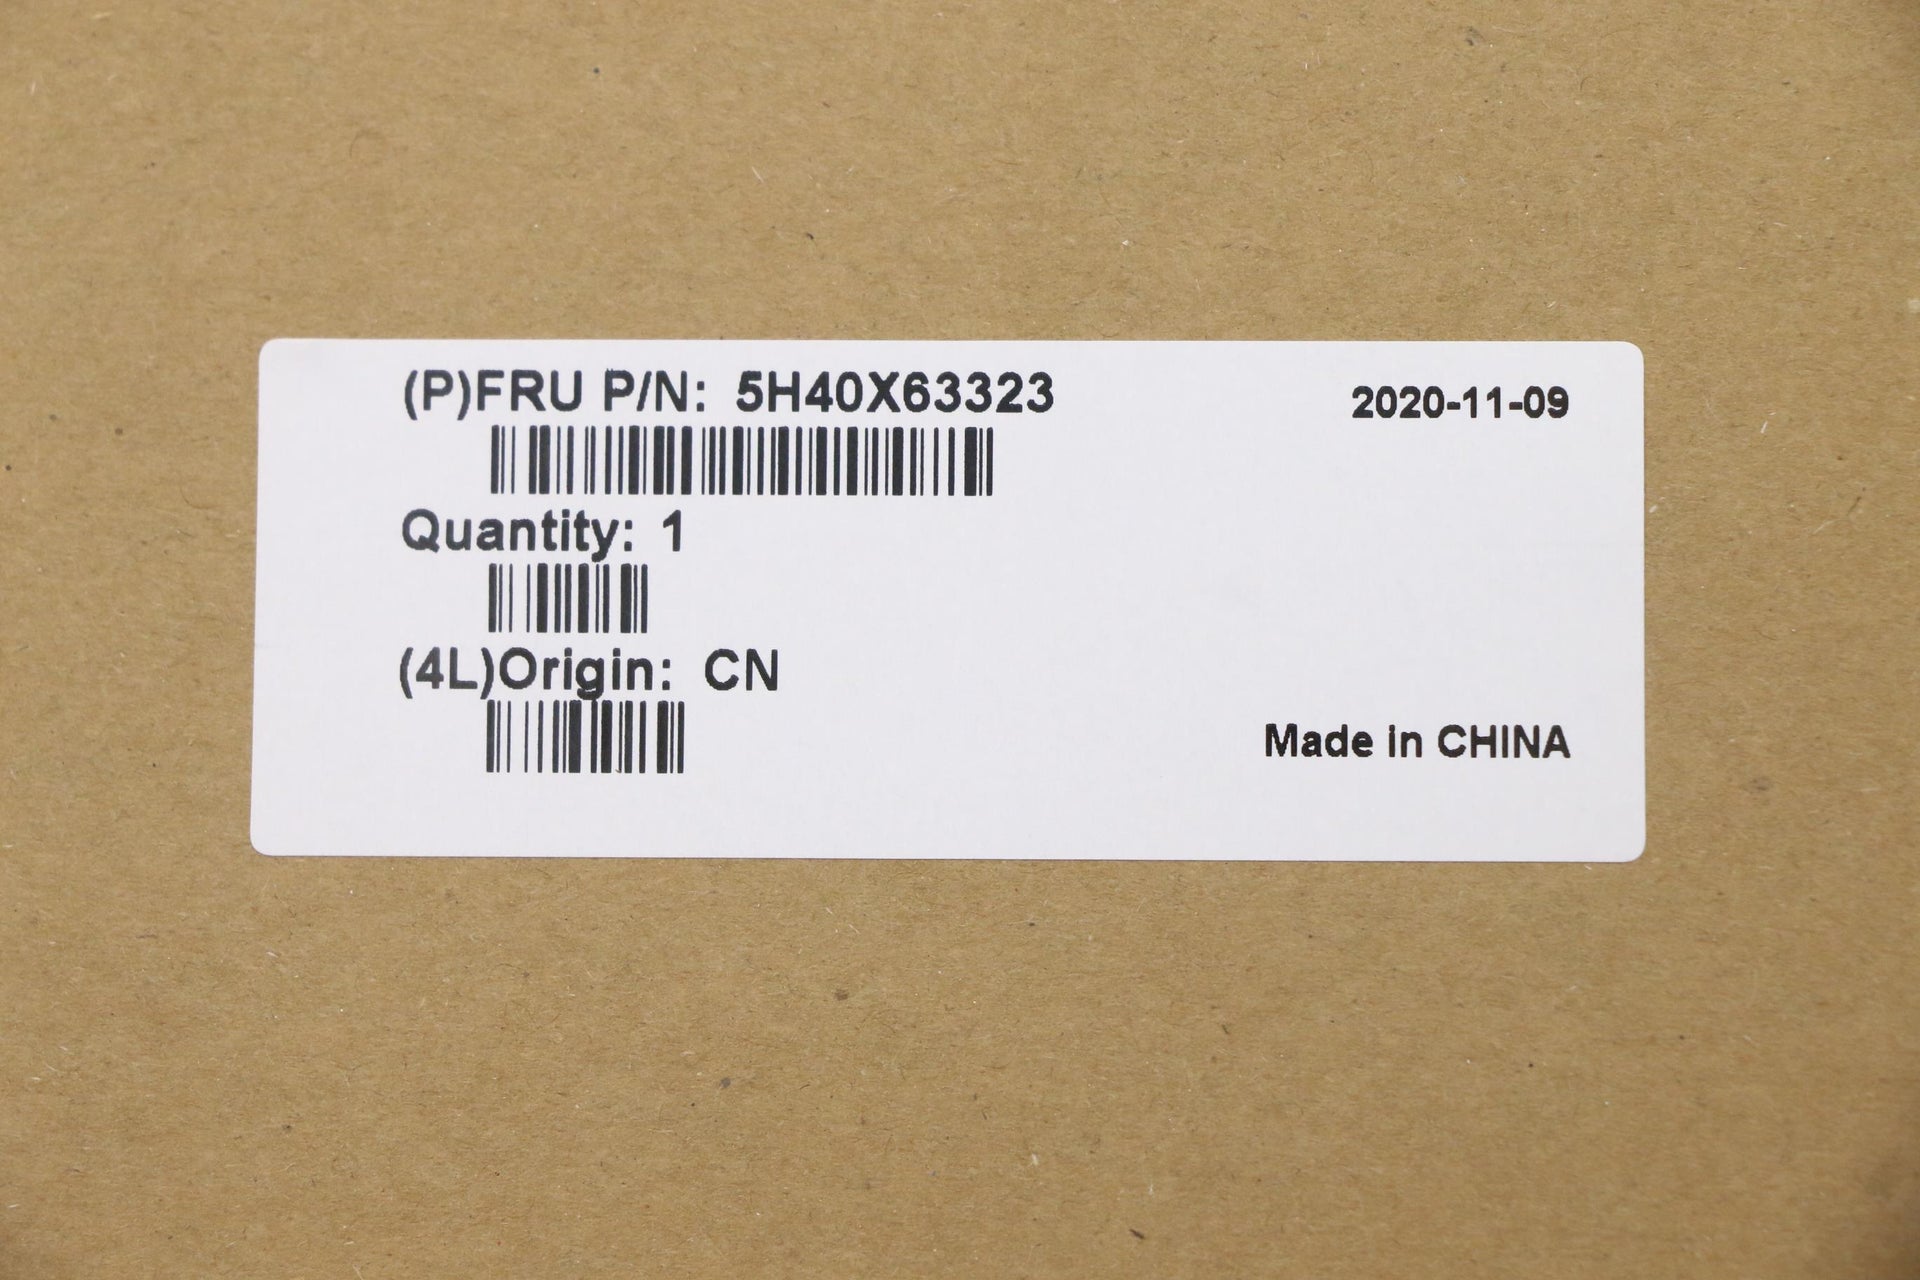 (P)FRU P/N: 5H40X63323
2020-11-09
Quantity: 1
(4L)Origin: CN
Made in CHINA